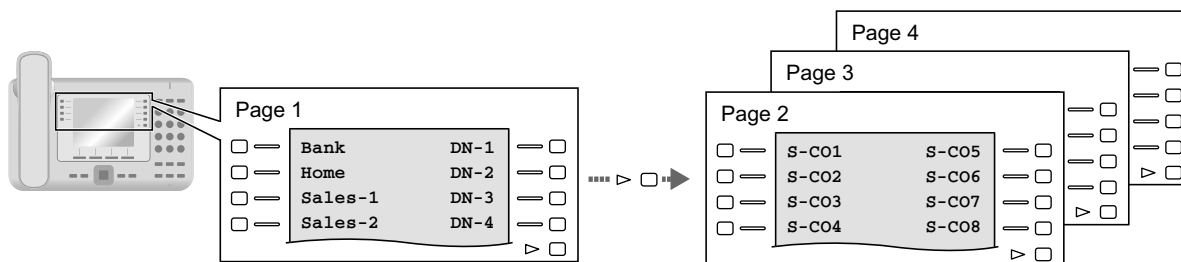 Page 1
Bank DN-1
Home DN-2
Sales-1 DN-3
Sales-2 DN-4
Page 2
S-CO1 S-CO5
S-CO2 S-CO6
S-CO3 S-CO7
S-CO4 S-CO8
Page 3
Page 4